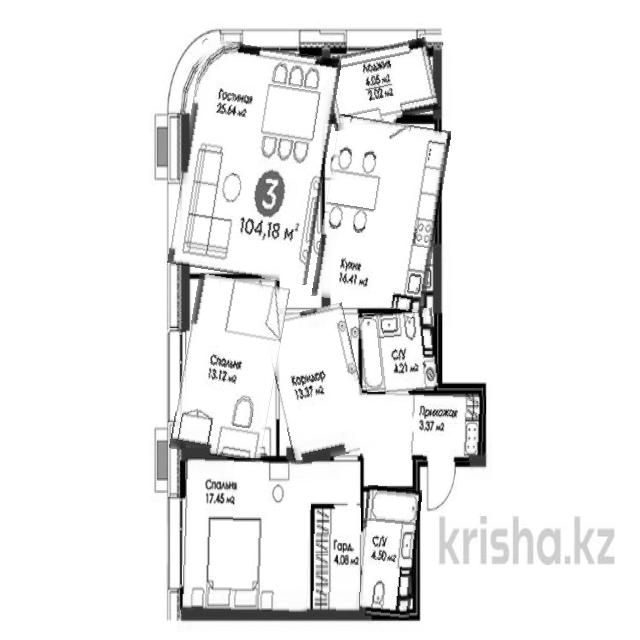 Лоджия
4.05 м2
2.02 м2
Гостиная
25.64 м2
3
104,18 м²
Кухня
16.41 м2
С/У
4.21 м2
Спальня
13.12 м2
Коридор
13.37 м2
Прихожая
3.37 м2
Спальня
17.45 м2
Гард.
4.08 м2
С/У
4.50 м2
krisha.kz